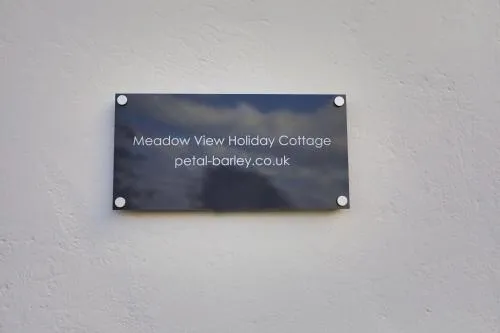 Meadow View Holiday Cottage
petal-barley.co.uk